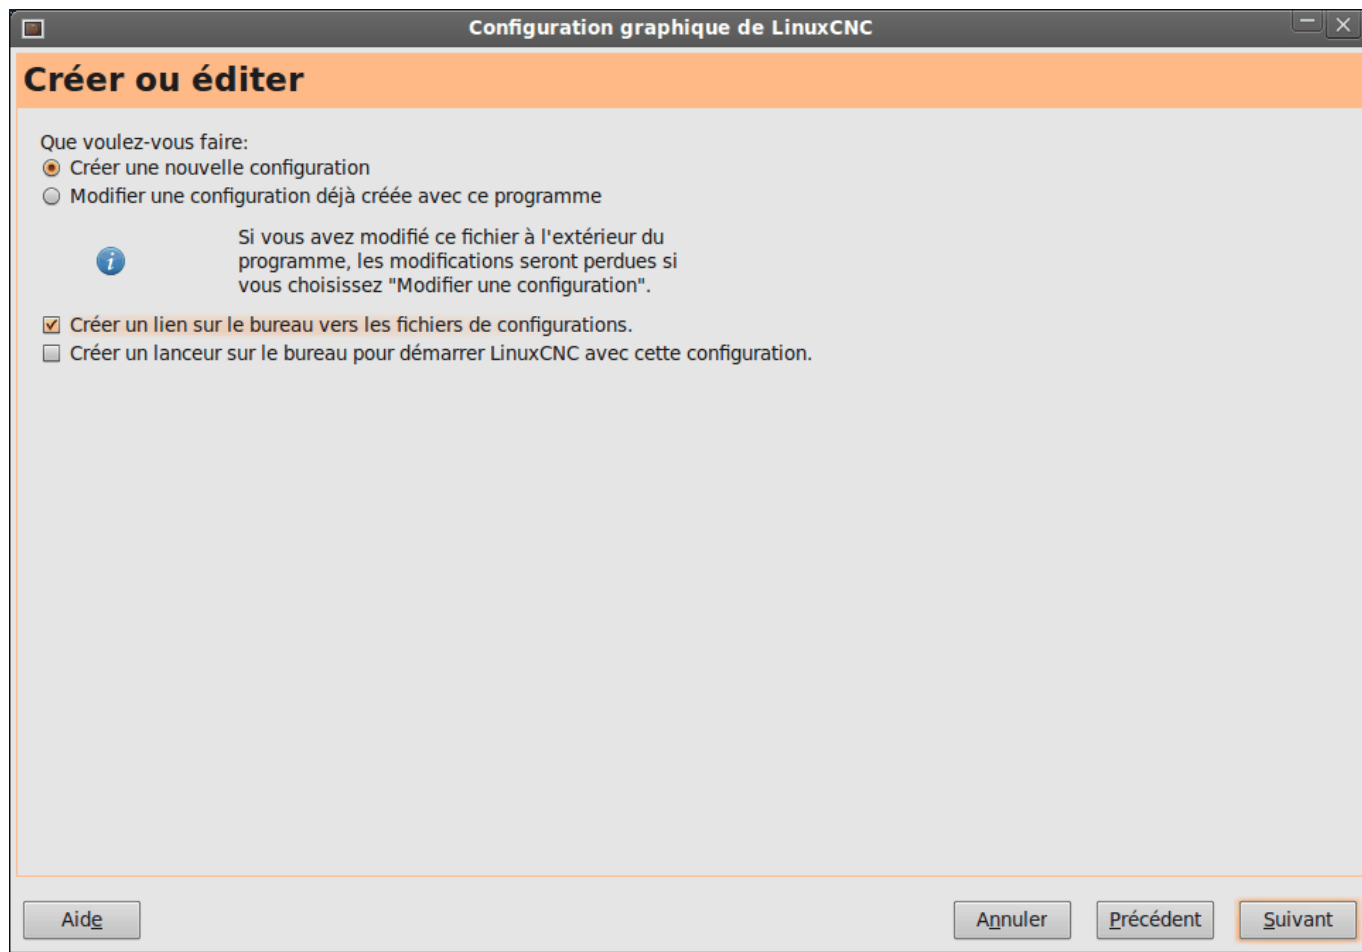 Configuration graphique de LinuxCNC
Créer ou éditer
Que voulez-vous faire:
Créer une nouvelle configuration
Modifier une configuration déjà créée avec ce programme
Si vous avez modifié ce fichier à l'extérieur du
programme, les modifications seront perdues si
vous choisissez "Modifier une configuration".
Créer un lien sur le bureau vers les fichiers de configurations.
Créer un lanceur sur le bureau pour démarrer LinuxCNC avec cette configuration.
Aide Annuler Précédent Suivant